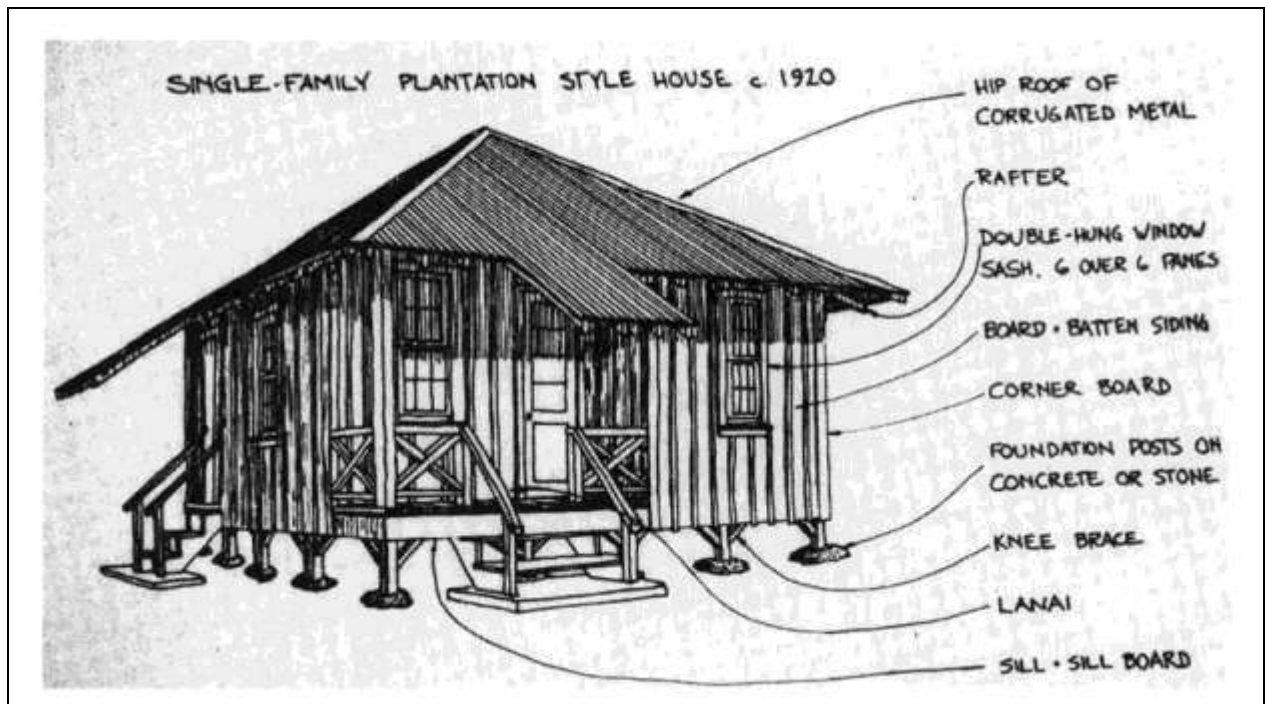 SINGLE-FAMILY PLANTATION STYLE HOUSE c. 1920
HIP ROOF OF
CORRUGATED METAL
RAFTER
DOUBLE-HUNG WINDOW
SASH, 6 OVER 6 PANES
BOARD • BATTEN SIDING
CORNER BOARD
FOUNDATION POSTS ON
CONCRETE OR STONE
KNEE BRACE
LANAI
SILL • SILL BOARD